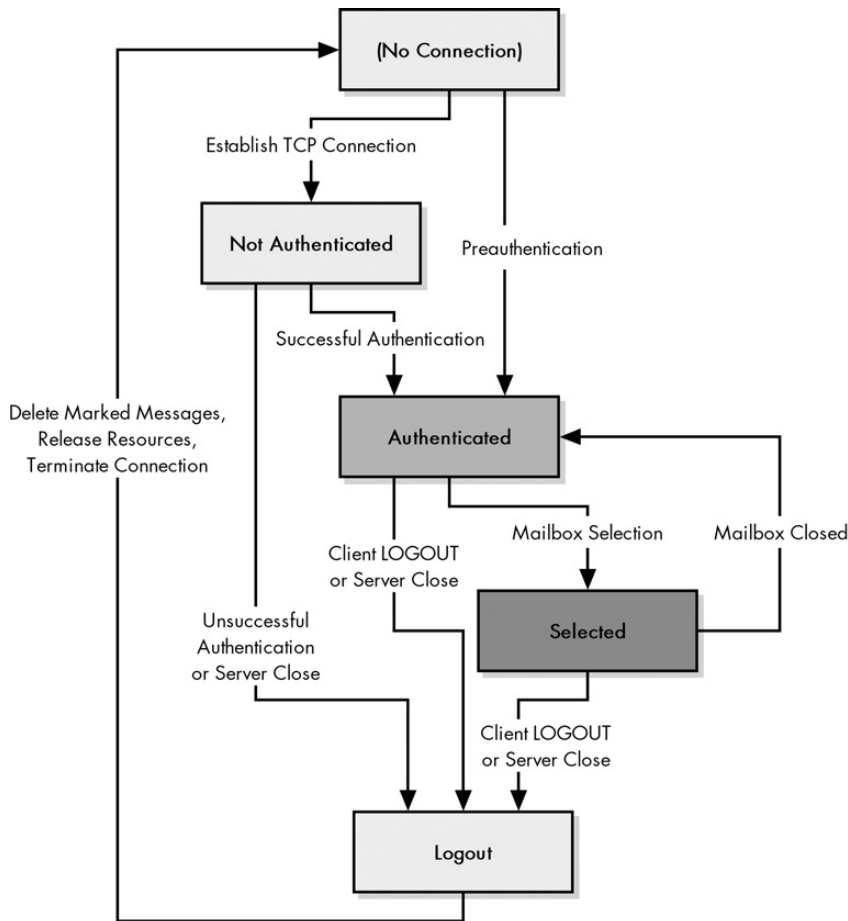 (No Connection)
Establish TCP Connection
Not Authenticated
Preauthentication
Successful Authentication
Delete Marked Messages,
Release Resources,
Terminate Connection
Authenticated
Mailbox Selection
Mailbox Closed
Client LOGOUT
or Server Close
Unsuccessful
Authentication
or Server Close
Selected
Client LOGOUT
or Server Close
Logout